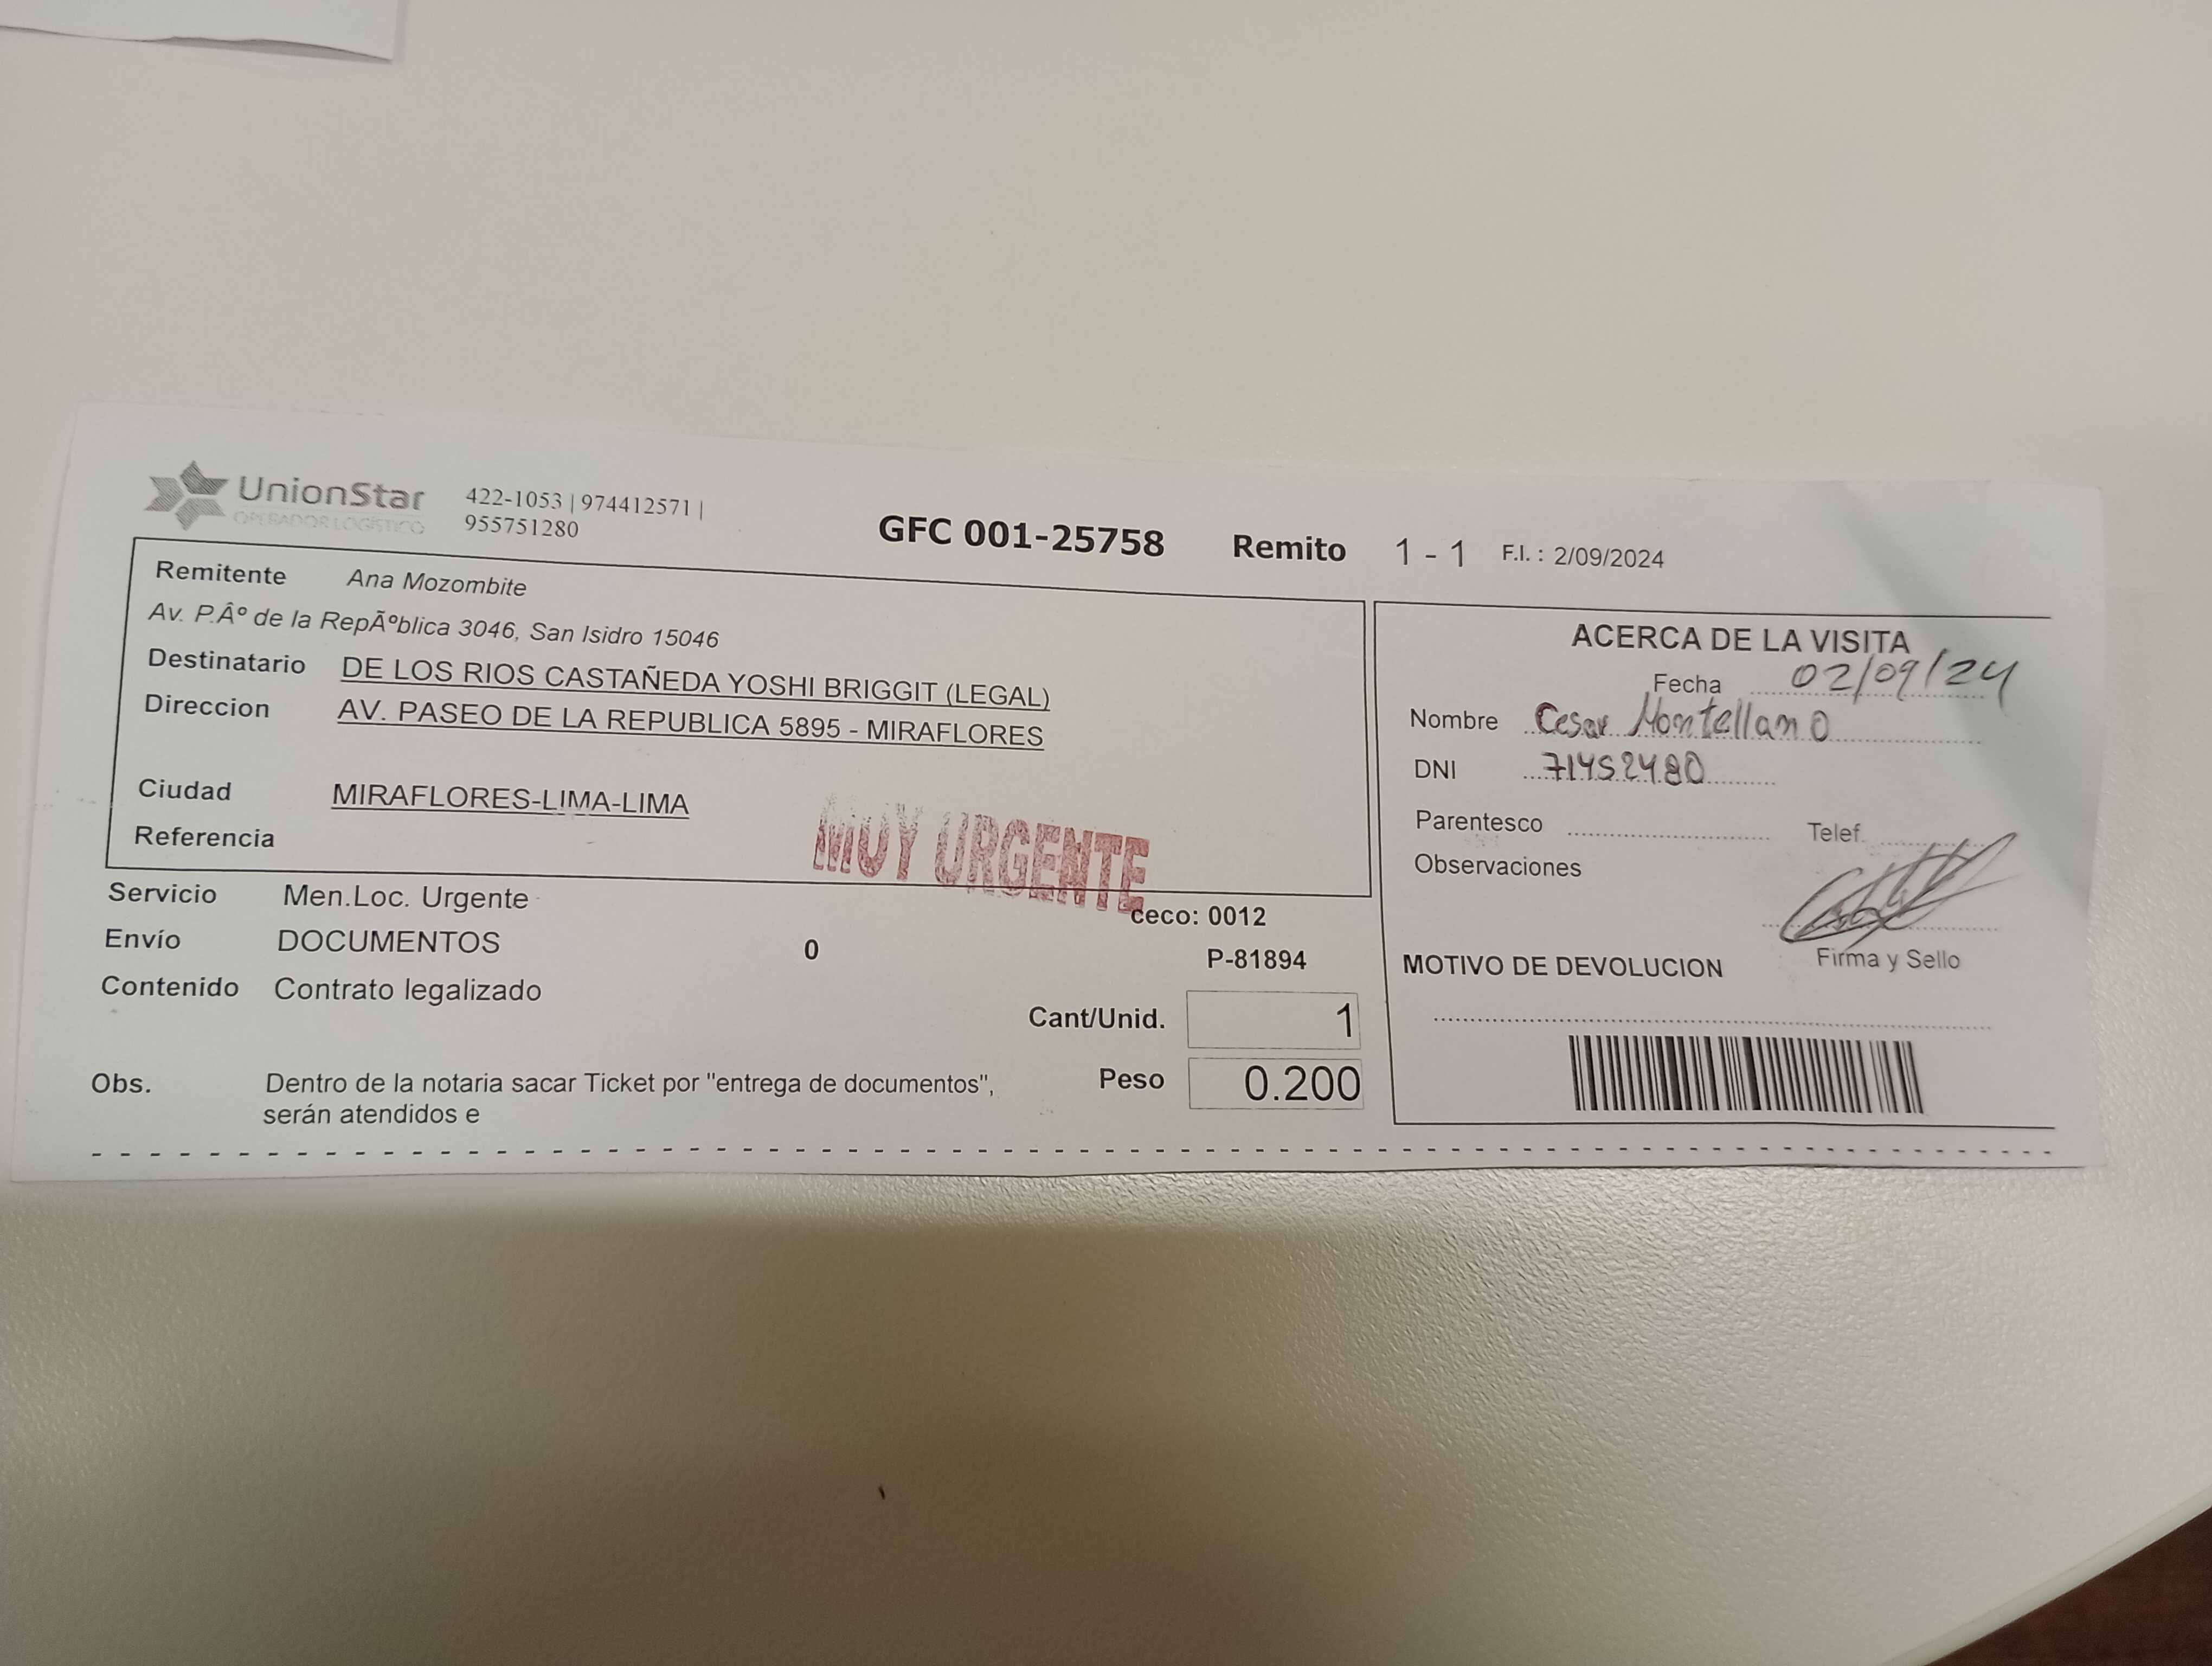 UnionStar
OPERADOR LOGÍSTICO
422-1053 | 974412571 |
955751280
GFC 001-25758 Remito 1 - 1 F.I. : 2/09/2024
Remitente Ana Mozombite
Av. P.Âº de la RepÃºblica 3046, San Isidro 15046
Destinatario DE LOS RIOS CASTAÑEDA YOSHI BRIGGIT (LEGAL)
Direccion AV. PASEO DE LA REPUBLICA 5895 - MIRAFLORES
Ciudad MIRAFLORES-LIMA-LIMA
Referencia
MUY URGENTE
Servicio Men.Loc. Urgente
ceco: 0012
Envío DOCUMENTOS 0 P-81894
Contenido Contrato legalizado
Cant/Unid. 1
Peso 0.200
Obs. Dentro de la notaria sacar Ticket por "entrega de documentos",
serán atendidos e
ACERCA DE LA VISITA
Fecha 02/09/24
Nombre Cesar Montellano
DNI 71452480
Parentesco Telef.
Observaciones
Firma y Sello
MOTIVO DE DEVOLUCION